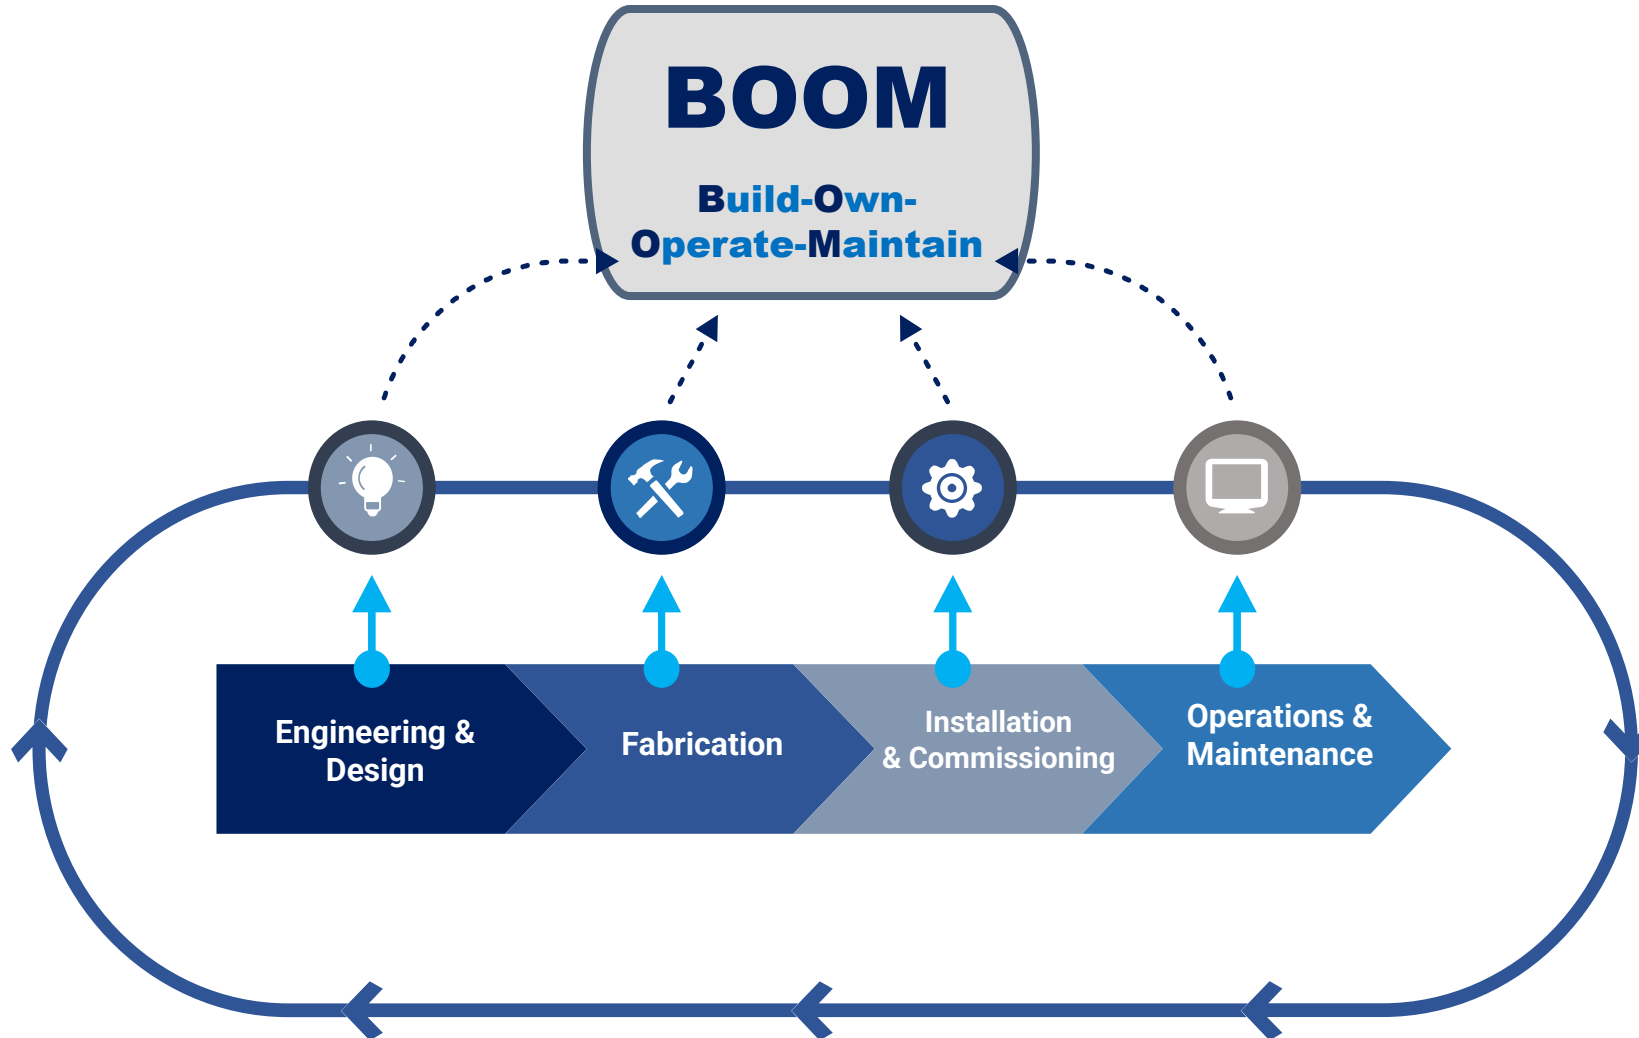 BOOM
Build-Own-
Operate-Maintain
Engineering &
Design
Fabrication
Installation
& Commissioning
Operations &
Maintenance